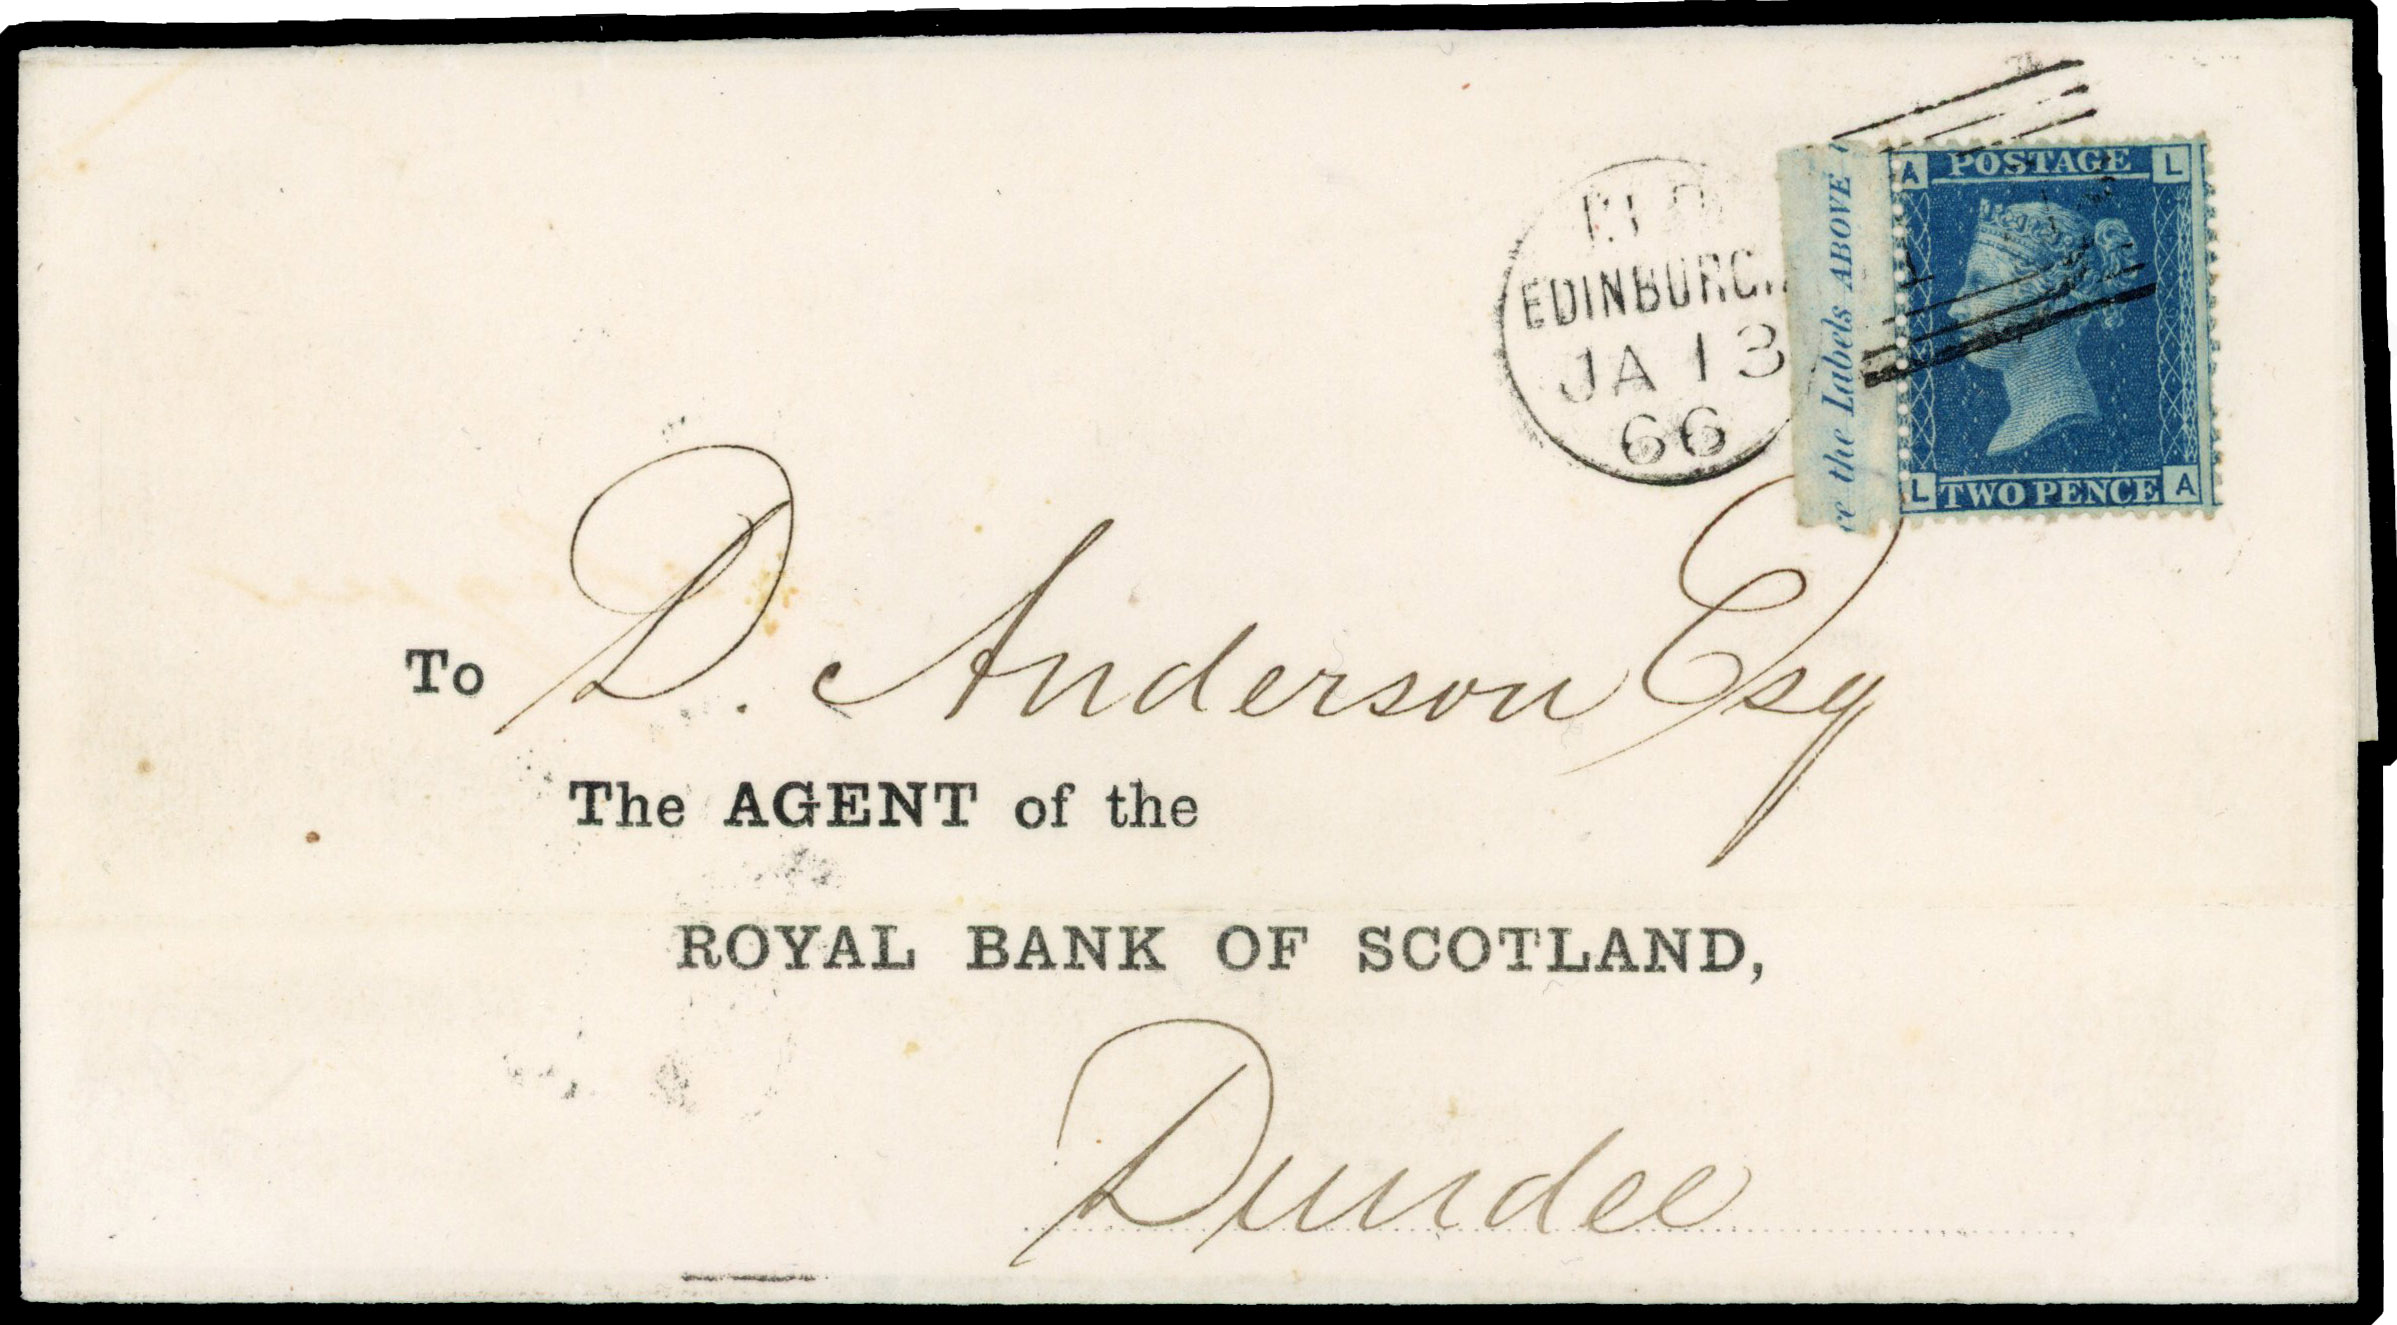 EDINBURGH
JA 13
66
ce the Labels ABOVE
A POSTAGE L
L TWO PENCE A
To D. Anderson Esq
The AGENT of the
ROYAL BANK OF SCOTLAND,
Dundee